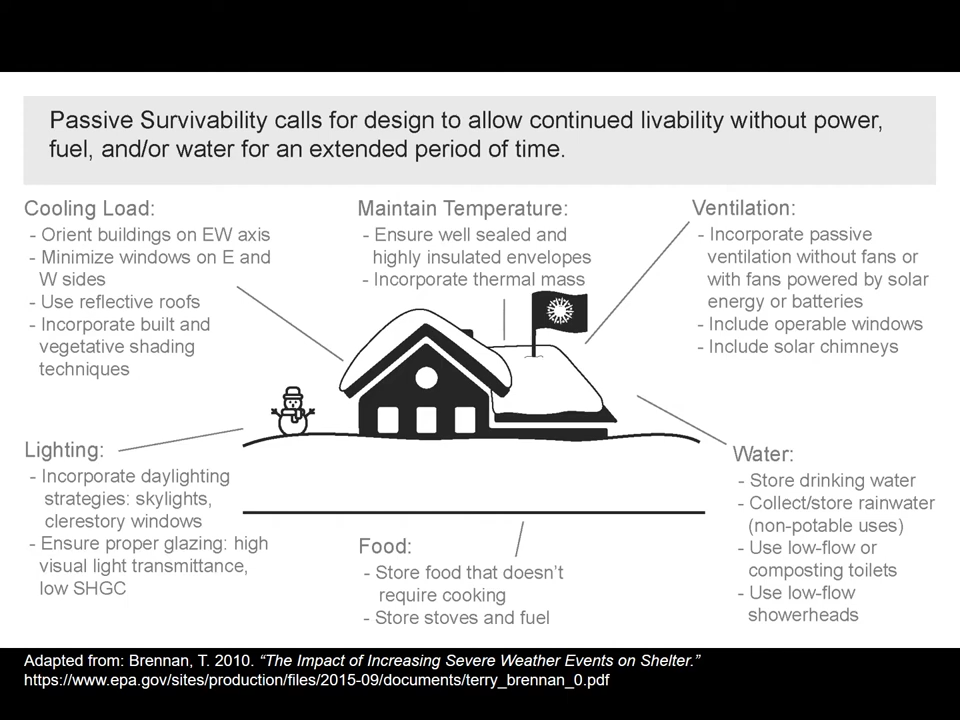 Passive Survivability calls for design to allow continued livability without power,
fuel, and/or water for an extended period of time.
Cooling Load:
- Orient buildings on EW axis
- Minimize windows on E and
W sides
- Use reflective roofs
- Incorporate built and
vegetative shading
techniques
Maintain Temperature:
- Ensure well sealed and
highly insulated envelopes
- Incorporate thermal mass
Ventilation:
- Incorporate passive
ventilation without fans or
with fans powered by solar
energy or batteries
- Include operable windows
- Include solar chimneys
Lighting:
- Incorporate daylighting
strategies: skylights,
clerestory windows
- Ensure proper glazing: high
visual light transmittance,
low SHGC
Food:
- Store food that doesn't
require cooking
- Store stoves and fuel
Water:
- Store drinking water
- Collect/store rainwater
(non-potable uses)
- Use low-flow or
composting toilets
- Use low-flow
showerheads
Adapted from: Brennan, T. 2010. “The Impact of Increasing Severe Weather Events on Shelter.”
https://www.epa.gov/sites/production/files/2015-09/documents/terry_brennan_0.pdf